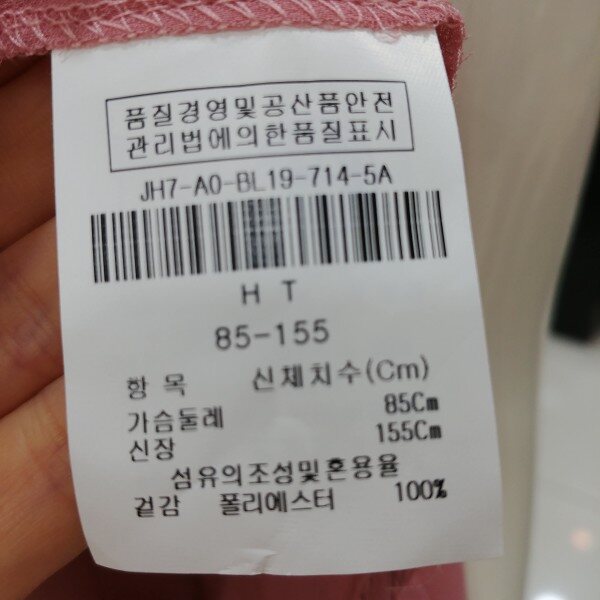 품질경영및공산품안전
관리법에의한품질표시
JH7-A0-BL19-714-5A
H T
85-155
항 목 신체치수(Cm)
가슴둘레 85Cm
신장 155Cm
섬유의조성및혼용율
겉감 폴리에스터 100%